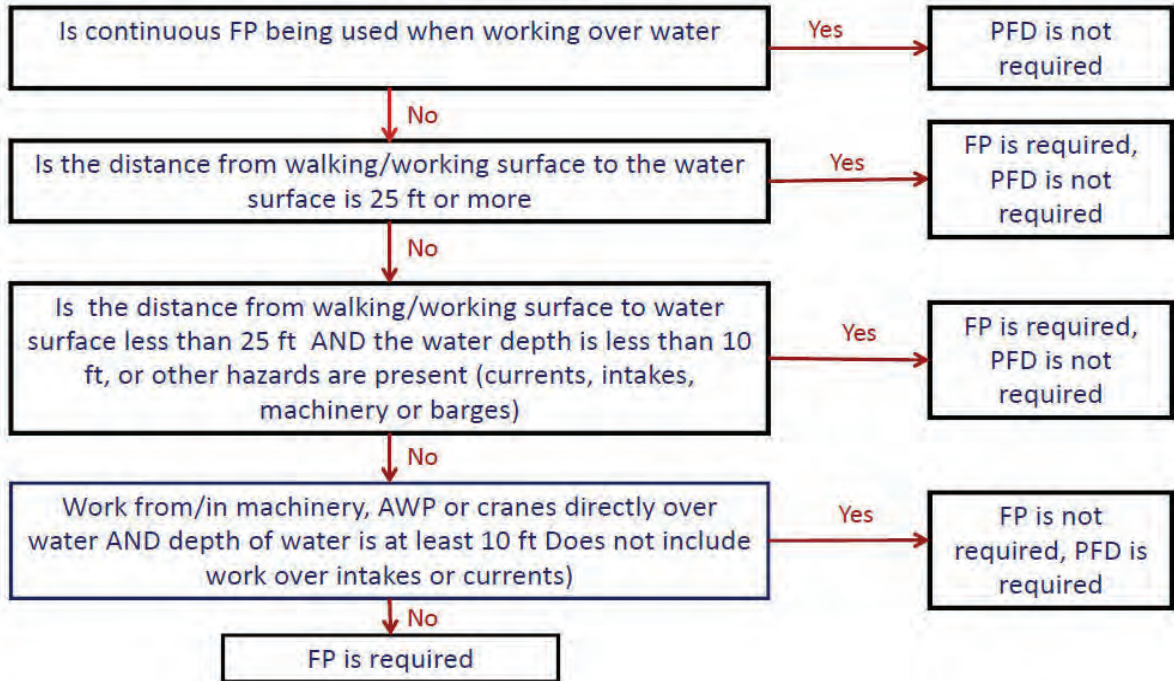 Is continuous FP being used when working over water
Yes
PFD is not
required
No
Is the distance from walking/working surface to the water
surface is 25 ft or more
Yes
FP is required,
PFD is not
required
No
Is the distance from walking/working surface to water
surface less than 25 ft AND the water depth is less than 10
ft, or other hazards are present (currents, intakes,
machinery or barges)
Yes
FP is required,
PFD is not
required
No
Work from/in machinery, AWP or cranes directly over
water AND depth of water is at least 10 ft Does not include
work over intakes or currents)
Yes
FP is not
required, PFD is
required
No
FP is required